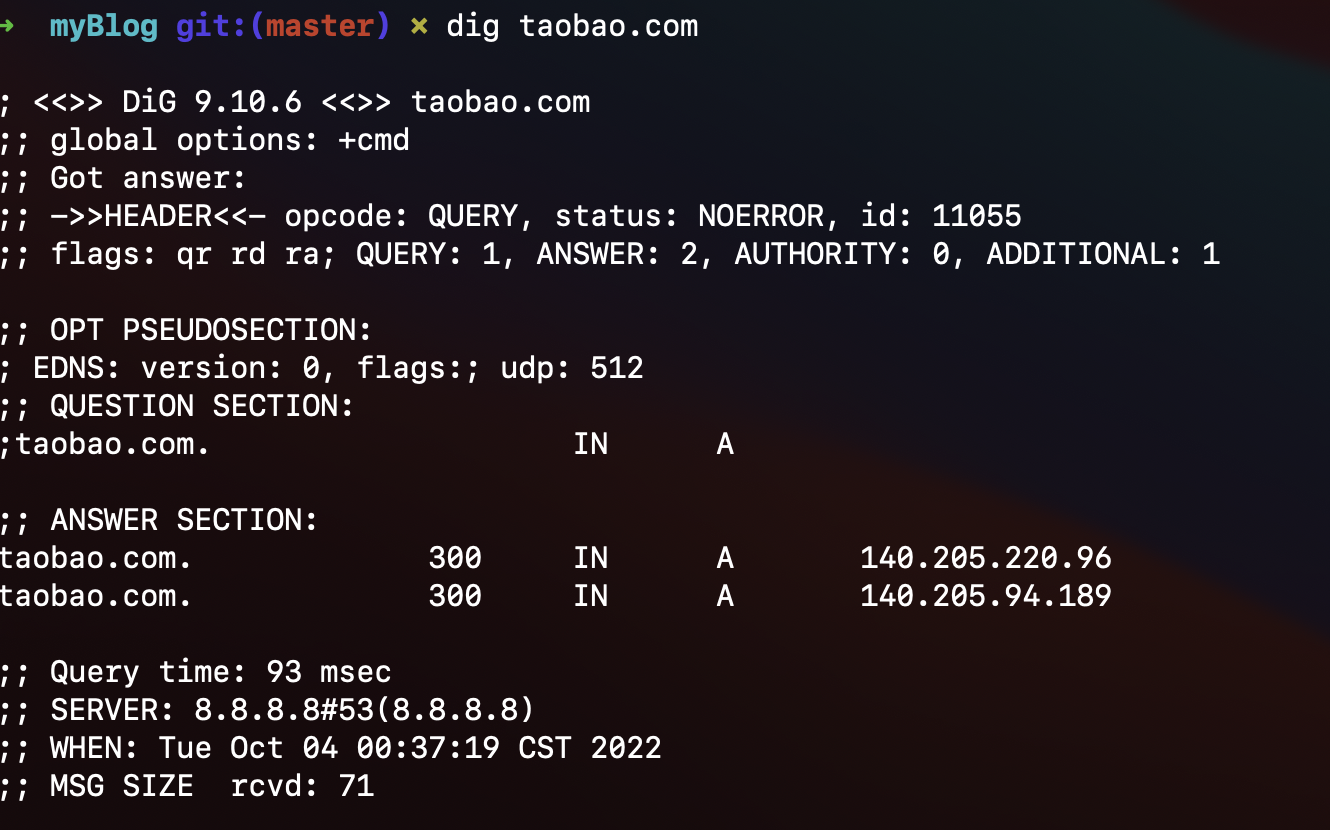 ➜ myBlog git:(master) ✗ dig taobao.com
; <<>> DiG 9.10.6 <<>> taobao.com
;; global options: +cmd
;; Got answer:
;; ->>HEADER<<- opcode: QUERY, status: NOERROR, id: 11055
;; flags: qr rd ra; QUERY: 1, ANSWER: 2, AUTHORITY: 0, ADDITIONAL: 1
;; OPT PSEUDOSECTION:
; EDNS: version: 0, flags:; udp: 512
;; QUESTION SECTION:
;taobao.com. IN A
;; ANSWER SECTION:
taobao.com. 300 IN A 140.205.220.96
taobao.com. 300 IN A 140.205.94.189
;; Query time: 93 msec
;; SERVER: 8.8.8.8#53(8.8.8.8)
;; WHEN: Tue Oct 04 00:37:19 CST 2022
;; MSG SIZE rcvd: 71